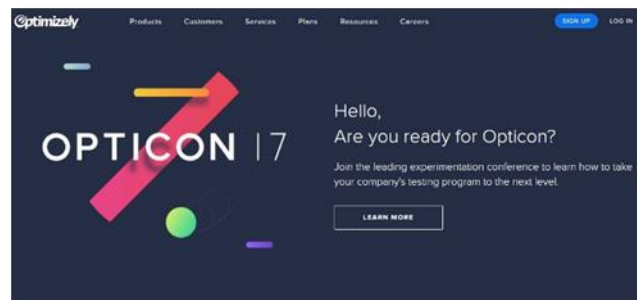 Optimizely
Products Customers Services Plans Resources Careers
SIGN UP LOG IN
OPTICON 17
Hello,
Are you ready for Opticon?
Join the leading experimentation conference to learn how to take
your company's testing program to the next level.
LEARN MORE